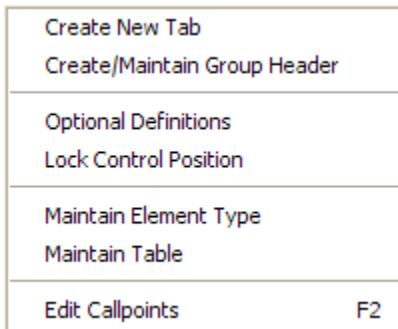 Create New Tab
Create/Maintain Group Header
Optional Definitions
Lock Control Position
Maintain Element Type
Maintain Table
Edit Callpoints F2